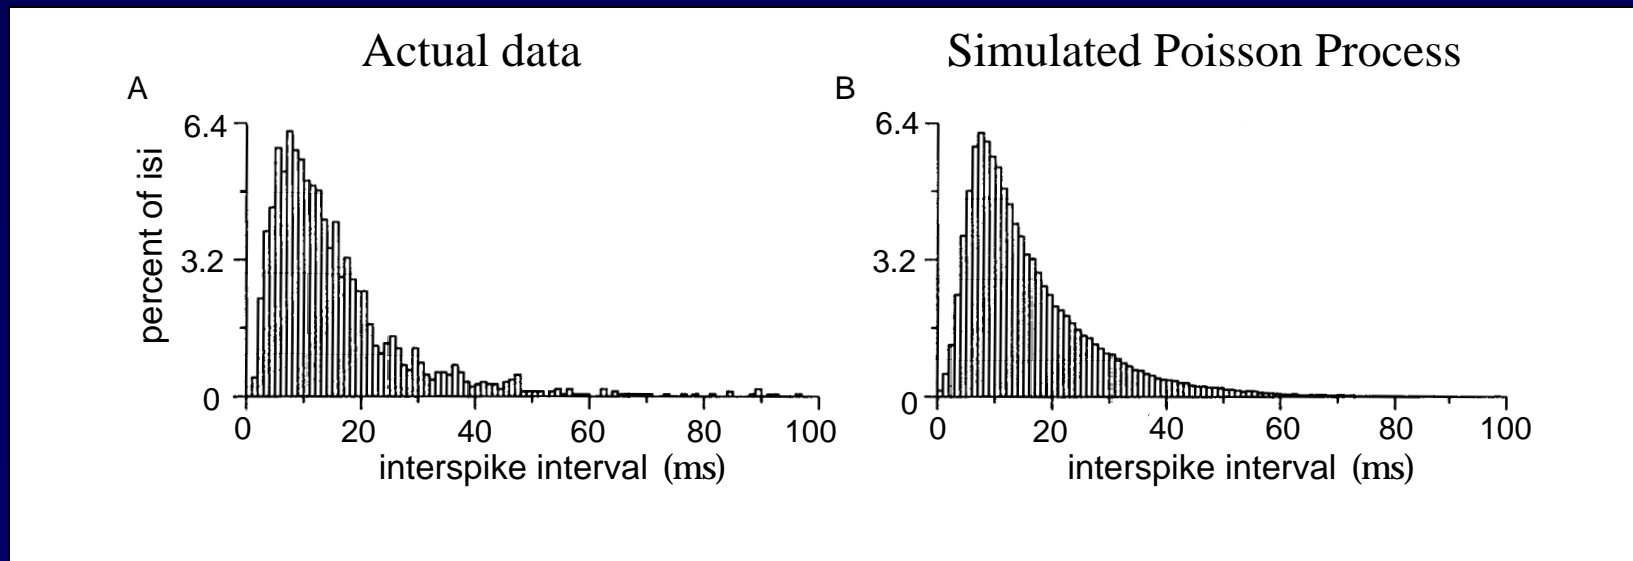 Actual data
Simulated Poisson Process
A
B
percent of isi
6.4
3.2
0
0 20 40 60 80 100
interspike interval (ms)
6.4
3.2
0
0 20 40 60 80 100
interspike interval (ms)